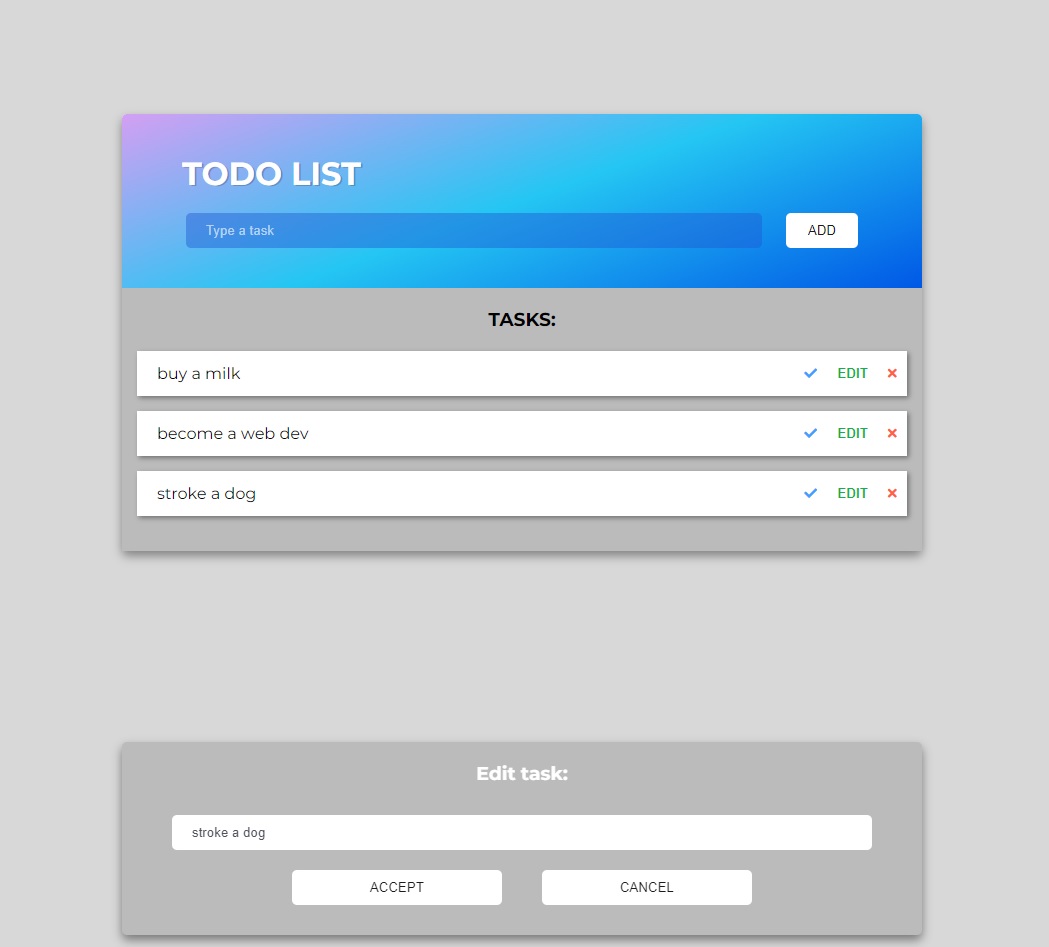 TODO LIST
Type a task
ADD
TASKS:
buy a milk EDIT
become a web dev EDIT
stroke a dog EDIT
Edit task:
stroke a dog
ACCEPT CANCEL